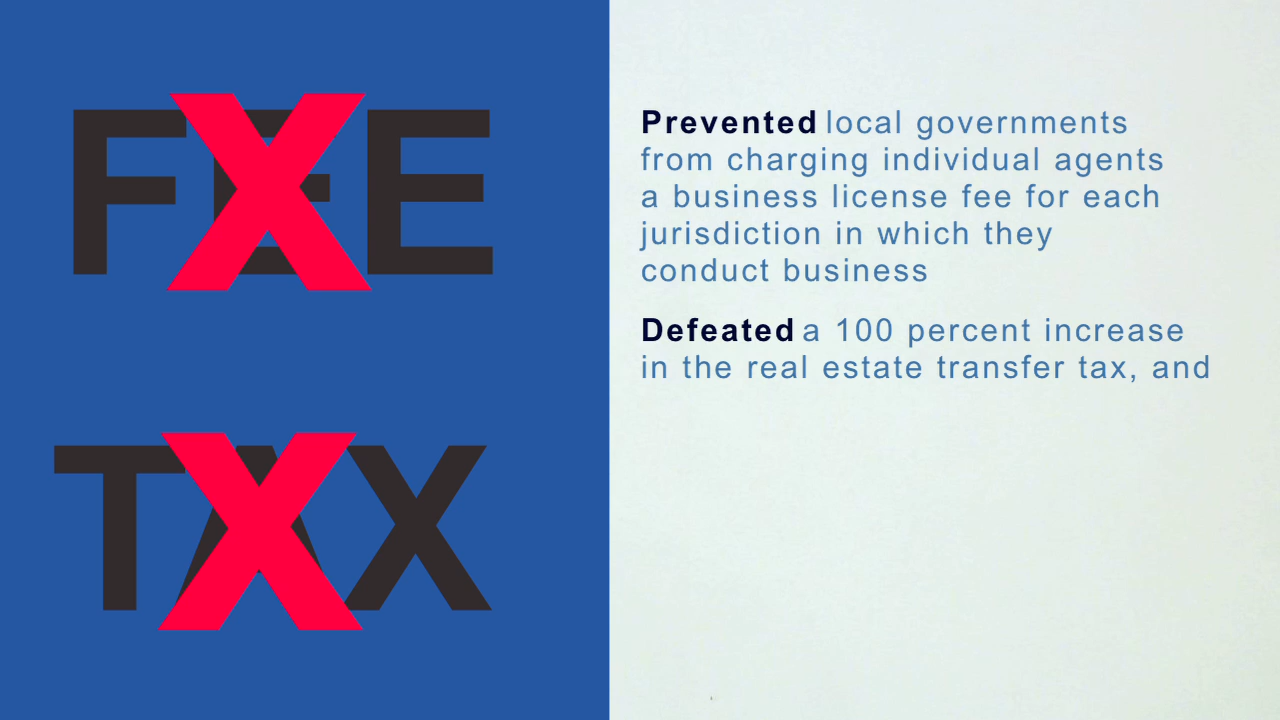 FEE
X
TAX
X
Prevented local governments
from charging individual agents
a business license fee for each
jurisdiction in which they
conduct business
Defeated a 100 percent increase
in the real estate transfer tax, and